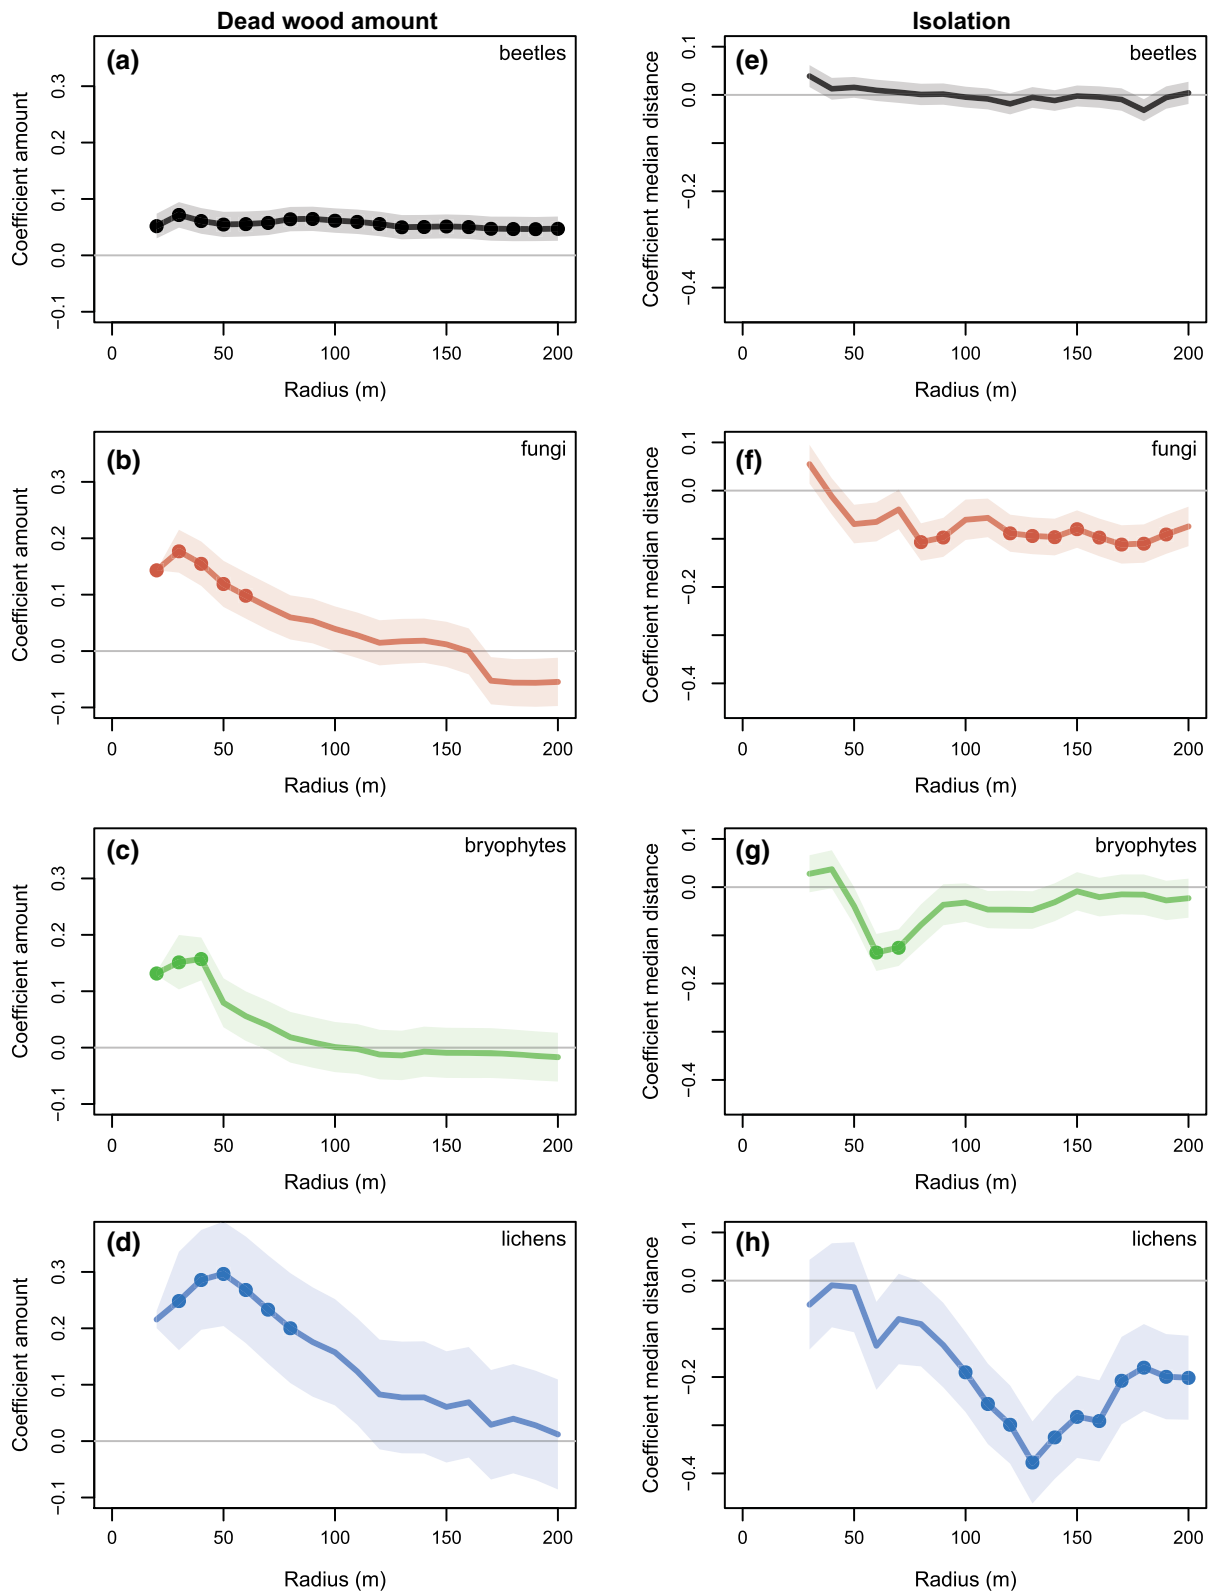 Dead wood amount
Isolation
(a)
beetles
Coefficient amount
0.3
0.2
0.1
0.0
−0.1
0 50 100 150 200
Radius (m)
(e)
beetles
Coefficient median distance
0.1
0.0
−0.2
−0.4
0 50 100 150 200
Radius (m)
(b)
fungi
Coefficient amount
0.3
0.2
0.1
0.0
−0.1
0 50 100 150 200
Radius (m)
(f)
fungi
Coefficient median distance
0.1
0.0
−0.2
−0.4
0 50 100 150 200
Radius (m)
(c)
bryophytes
Coefficient amount
0.3
0.2
0.1
0.0
−0.1
0 50 100 150 200
Radius (m)
(g)
bryophytes
Coefficient median distance
0.1
0.0
−0.2
−0.4
0 50 100 150 200
Radius (m)
(d)
lichens
Coefficient amount
0.3
0.2
0.1
0.0
−0.1
0 50 100 150 200
Radius (m)
(h)
lichens
Coefficient median distance
0.1
0.0
−0.2
−0.4
0 50 100 150 200
Radius (m)